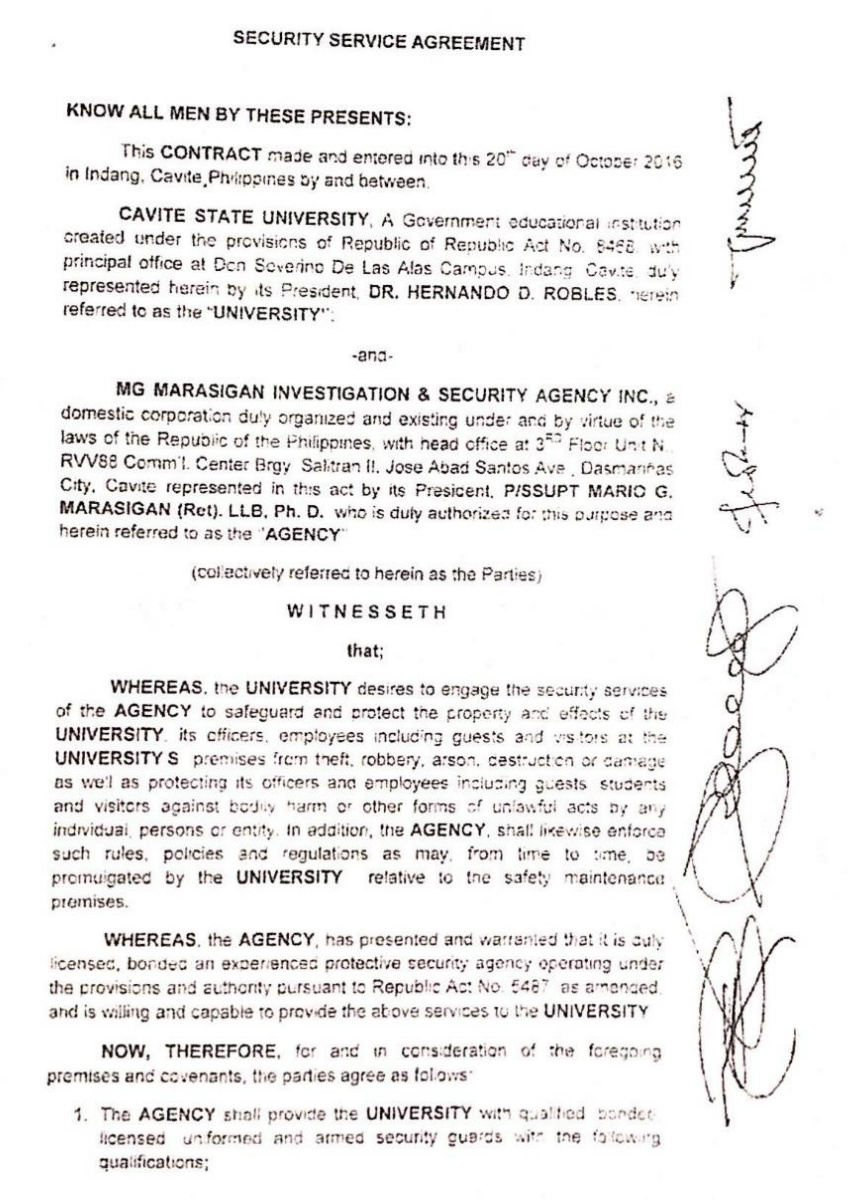 SECURITY SERVICE AGREEMENT
KNOW ALL MEN BY THESE PRESENTS:
This CONTRACT made and entered into this 20th day of October 2016
in Indang, Cavite,Philippines by and between.
CAVITE STATE UNIVERSITY, A Government educational institution
created under the provisions of Republic of Republic Act No. 8468, with
principal office at Don Severino De Las Alas Campus, Indang Cavite, duly
represented herein by its President, DR. HERNANDO D. ROBLES, herein
referred to as the "UNIVERSITY";
-and-
MG MARASIGAN INVESTIGATION & SECURITY AGENCY INC., a
domestic corporation duly organized and existing under and by virtue of the
laws of the Republic of the Philippines, with head office at 3RD Floor Unit N.,
RVV88 Comm'l. Center Brgy Salitran II, Jose Abad Santos Ave., Dasmariñas
City, Cavite represented in this act by its President, P/SSUPT MARIO G.
MARASIGAN (Ret). LLB, Ph. D. who is duly authorized for this purpose and
herein referred to as the "AGENCY"
(collectively referred to herein as the Parties)
WITNESSETH
that;
WHEREAS, the UNIVERSITY desires to engage the security services
of the AGENCY to safeguard and protect the property and effects of the
UNIVERSITY, its officers, employees including guests and visitors at the
UNIVERSITY S premises from theft, robbery, arson, destruction or damage
as well as protecting its officers and employees including guests students
and visitors against bodily harm or other forms of unlawful acts by any
individual, persons or entity. In addition, the AGENCY, shall likewise enforce
such rules, policies and regulations as may, from time to time, be
promulgated by the UNIVERSITY relative to the safety maintenance
premises.
WHEREAS, the AGENCY, has presented and warranted that it is duly
licensed, bonded an experienced protective security agency operating under
the provisions and authority pursuant to Republic Act No. 5487 as amended,
and is willing and capable to provide the above services to the UNIVERSITY
NOW, THEREFORE, for and in consideration of the foregoing
premises and covenants, the parties agree as follows:
1. The AGENCY shall provide the UNIVERSITY with qualified bonded
licensed uniformed and armed security guards with the following
qualifications;